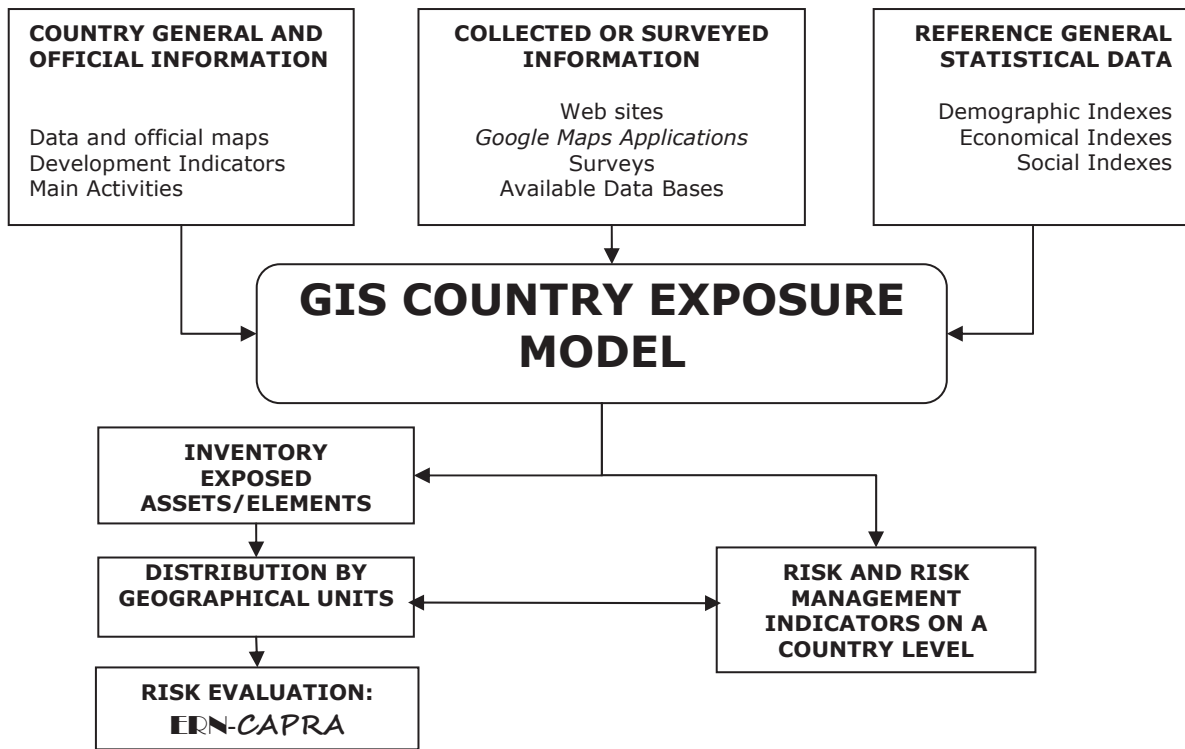 COUNTRY GENERAL AND
OFFICIAL INFORMATION
Data and official maps
Development Indicators
Main Activities
COLLECTED OR SURVEYED
INFORMATION
Web sites
Google Maps Applications
Surveys
Available Data Bases
REFERENCE GENERAL
STATISTICAL DATA
Demographic Indexes
Economical Indexes
Social Indexes
GIS COUNTRY EXPOSURE
MODEL
INVENTORY
EXPOSED
ASSETS/ELEMENTS
DISTRIBUTION BY
GEOGRAPHICAL UNITS
RISK AND RISK
MANAGEMENT
INDICATORS ON A
COUNTRY LEVEL
RISK EVALUATION:
ERN-CAPRA